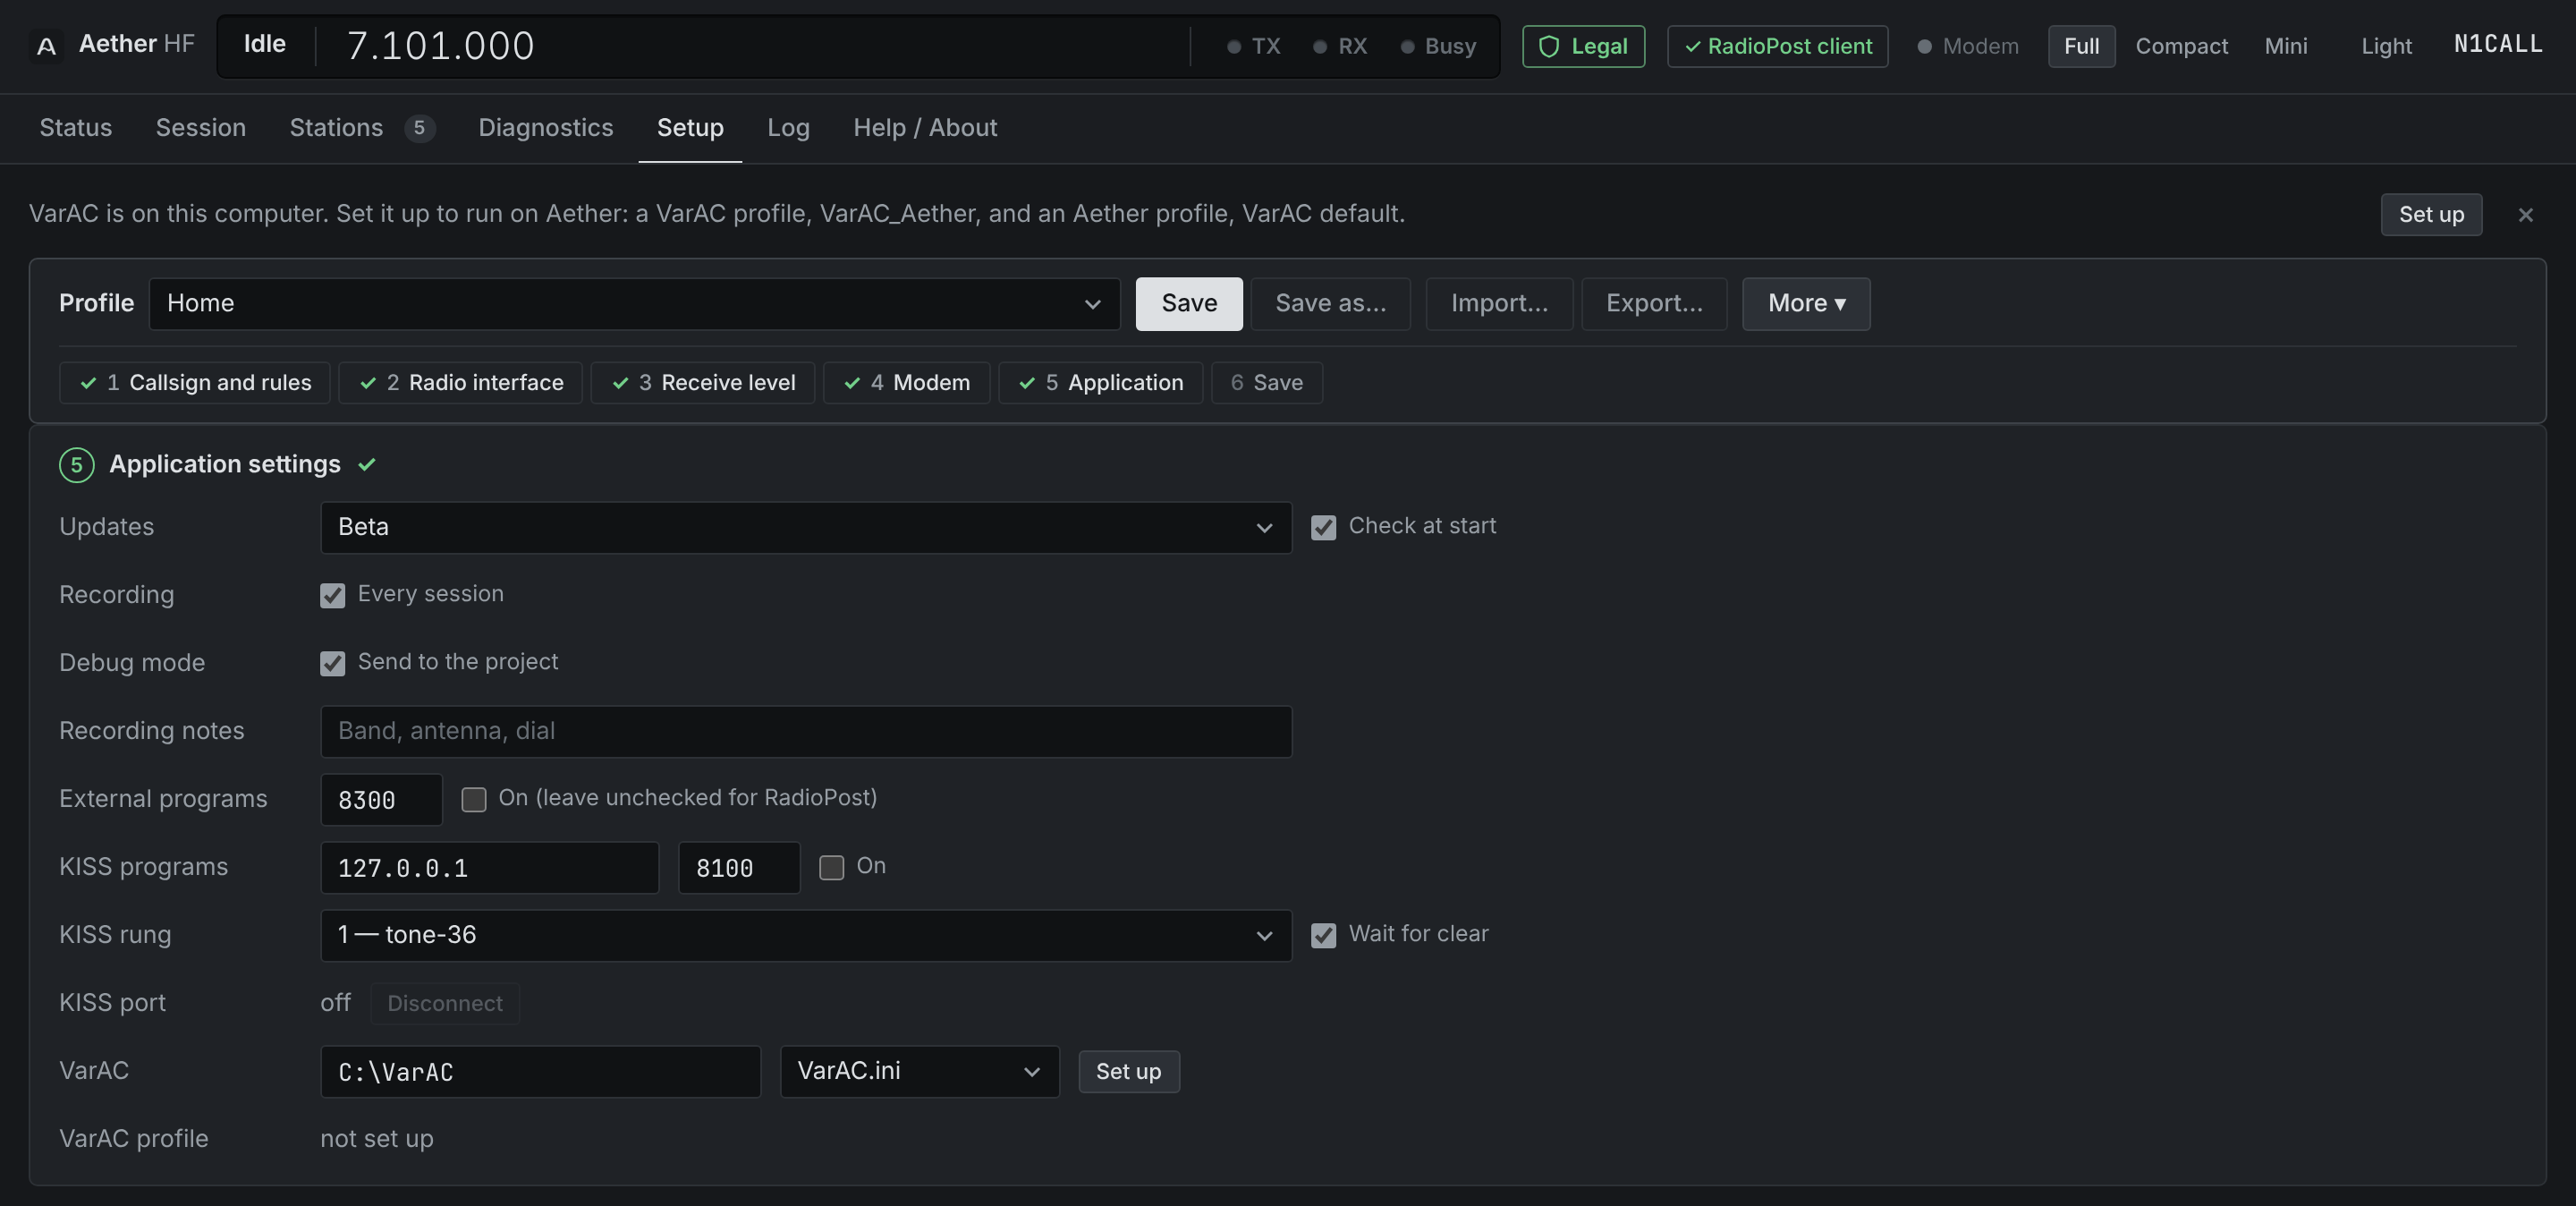 Aether HF Idle 7.101.000 TX RX Busy Legal RadioPost client Modem Full Compact Mini Light N1CALL
Status Session Stations 5 Diagnostics Setup Log Help / About
VarAC is on this computer. Set it up to run on Aether: a VarAC profile, VarAC_Aether, and an Aether profile, VarAC default. Set up ×
Profile Home Save Save as... Import... Export... More ▾
✓ 1 Callsign and rules ✓ 2 Radio interface ✓ 3 Receive level ✓ 4 Modem ✓ 5 Application 6 Save
5 Application settings ✓
Updates Beta Check at start
Recording Every session
Debug mode Send to the project
Recording notes Band, antenna, dial
External programs 8300 On (leave unchecked for RadioPost)
KISS programs 127.0.0.1 8100 On
KISS rung 1 — tone-36 Wait for clear
KISS port off Disconnect
VarAC C:\VarAC VarAC.ini Set up
VarAC profile not set up